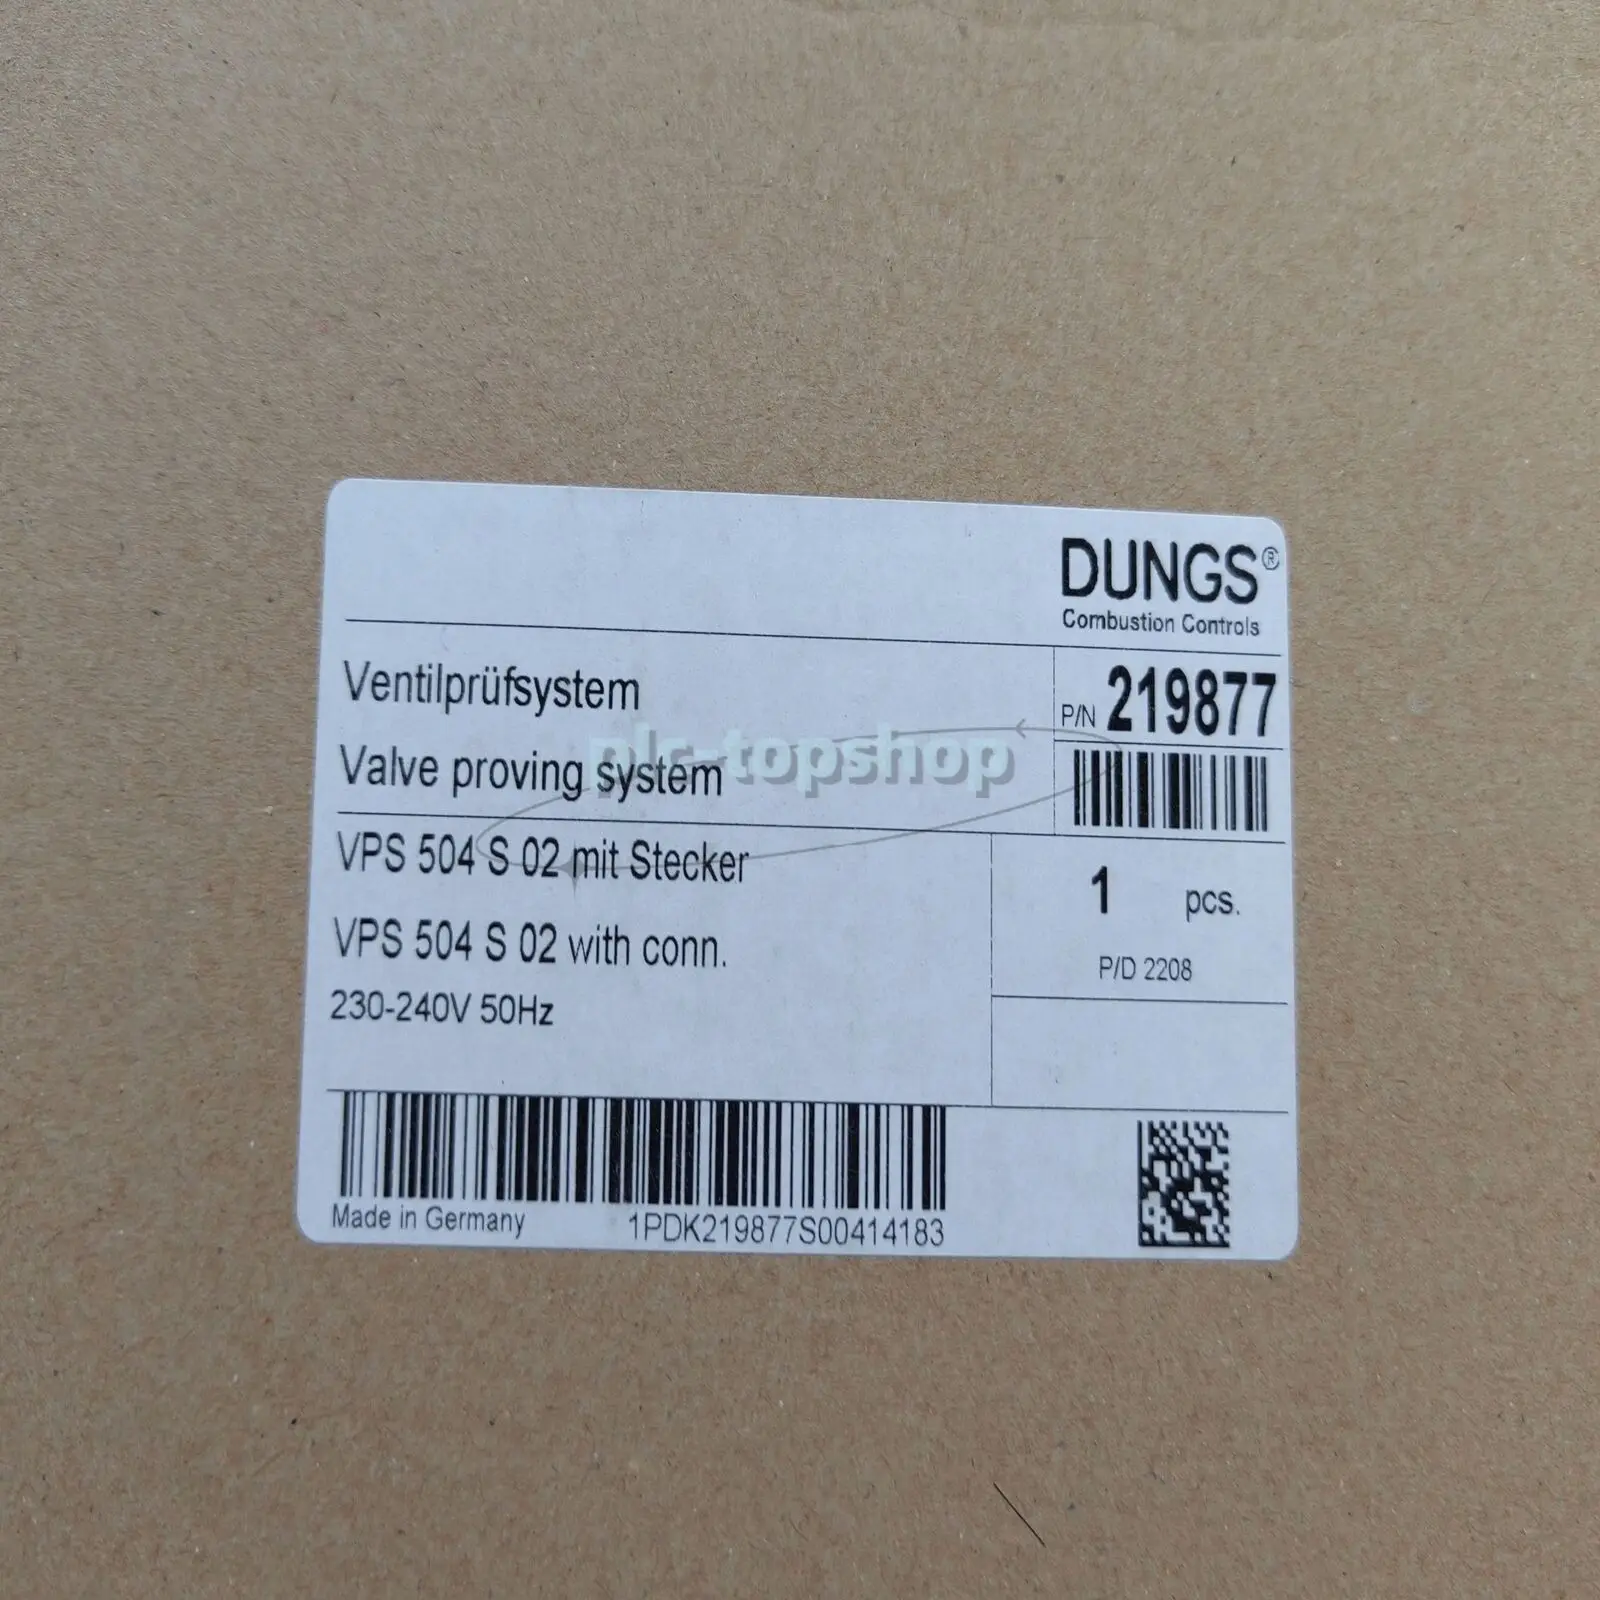 DUNGS®
Combustion Controls
Ventilprüfsystem
P/N 219877
Valve proving system
plc-topshop
VPS 504 S 02 mit Stecker
1 pcs.
VPS 504 S 02 with conn.
P/D 2208
230-240V 50Hz
Made in Germany 1PDK219877S00414183